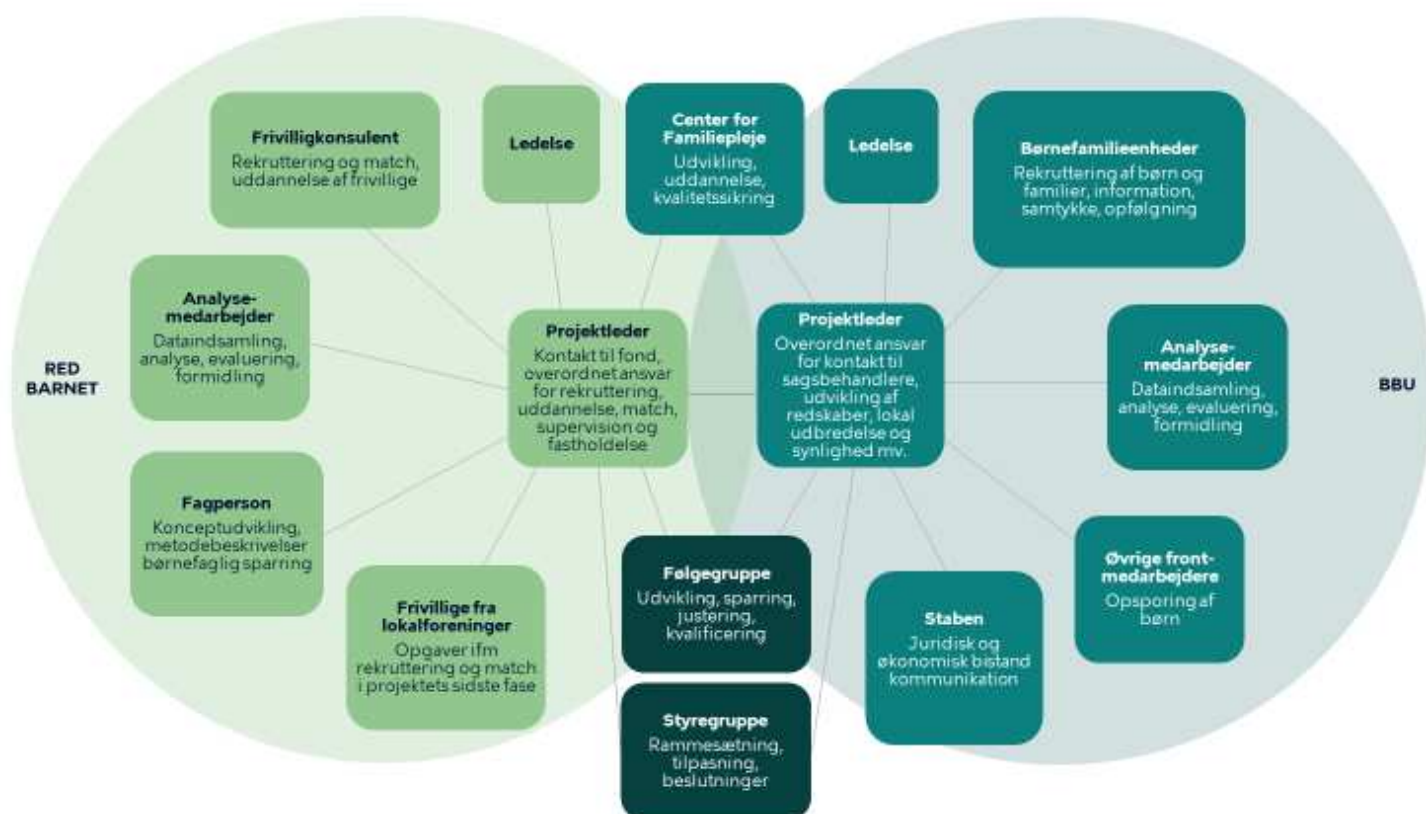 Frivilligkonsulent
Rekruttering og match,
uddannelse af frivillige
Ledelse
Center for
Familiepleje
Udvikling,
uddannelse,
kvalitetssikring
Ledelse
Børnefamilieenheder
Rekruttering af børn og
familier, information,
samtykke, opfølgning
RED
BARNET
Analyse-
medarbejder
Dataindsamling,
analyse, evaluering,
formidling
Projektleder
Kontakt til fond,
overordnet ansvar
for rekruttering,
uddannelse, match,
supervision og
fastholdelse
Projektleder
Overordnet ansvar
for kontakt til
sagsbehandlere,
udvikling af
redskaber, lokal
udbredelse og
synlighed mv.
Analyse-
medarbejder
Dataindsamling,
analyse, evaluering,
formidling
BBU
Fagperson
Konceptudvikling,
metodebeskrivelser
børnefaglig sparring
Frivillige fra
lokalforeninger
Opgaver ifm
rekruttering og match
i projektets sidste fase
Følgegruppe
Udvikling, sparring,
justering,
kvalificering
Styregruppe
Rammesætning,
tilpasning,
beslutninger
Staben
Juridisk og
økonomisk bistand
kommunikation
Øvrige front-
medarbejdere
Opsporing af
børn